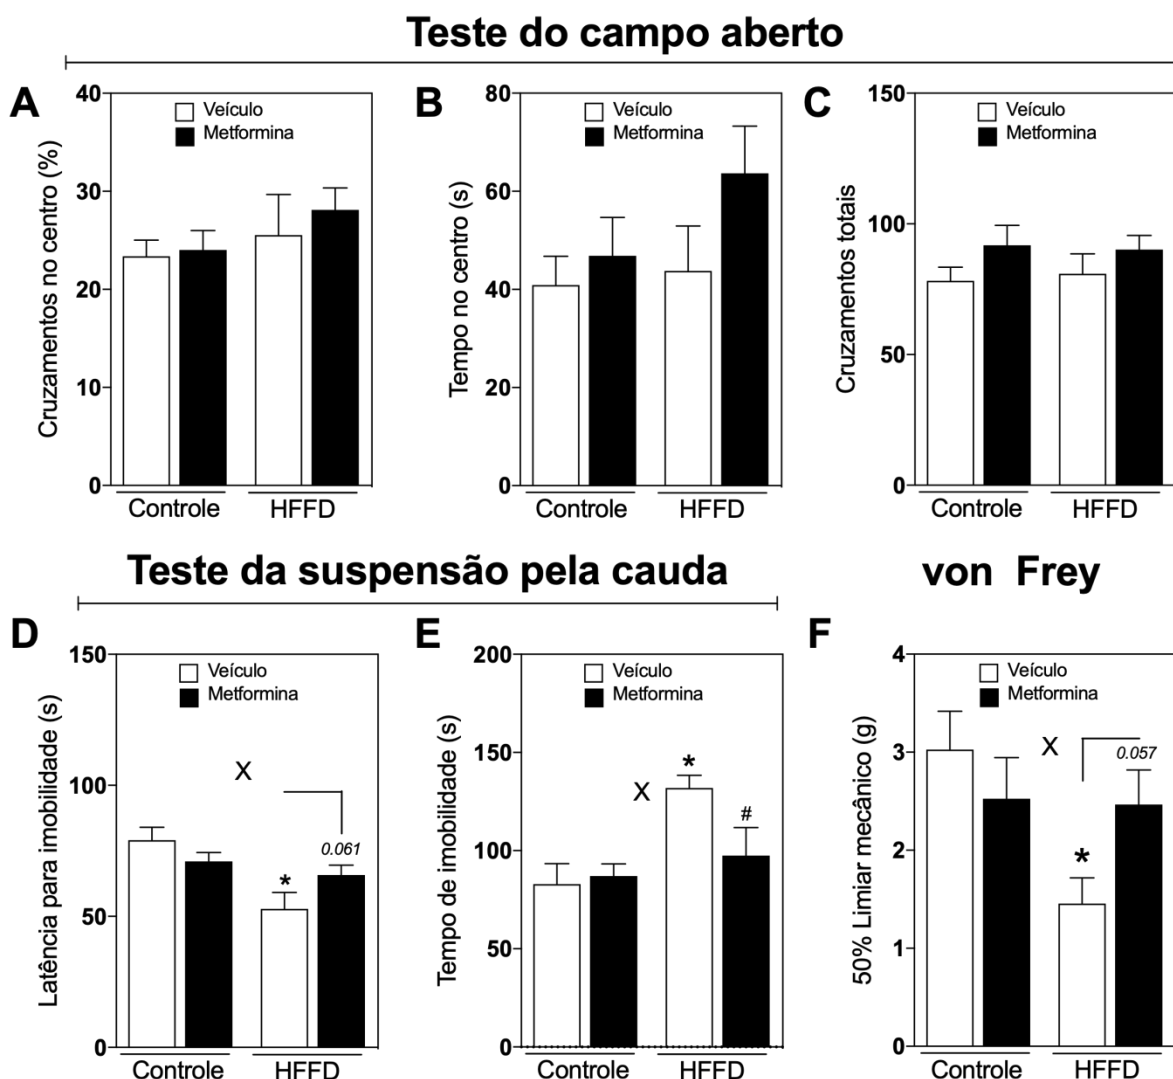 Teste do campo aberto
A
Cruzamentos no centro (%)
40
30
20
10
0
Veículo
Metformina
Controle
HFFD
B
Tempo no centro (s)
80
60
40
20
0
Veículo
Metformina
Controle
HFFD
C
Cruzamentos totais
150
100
50
0
Veículo
Metformina
Controle
HFFD
Teste da suspensão pela cauda
D
Latência para imobilidade (s)
150
100
50
0
Veículo
Metformina
X
*
0.061
Controle
HFFD
E
Tempo de imobilidade (s)
200
150
100
50
0
Veículo
Metformina
X
*
#
Controle
HFFD
von Frey
F
50% Limiar mecânico (g)
4
3
2
1
0
Veículo
Metformina
X
0.057
*
Controle
HFFD